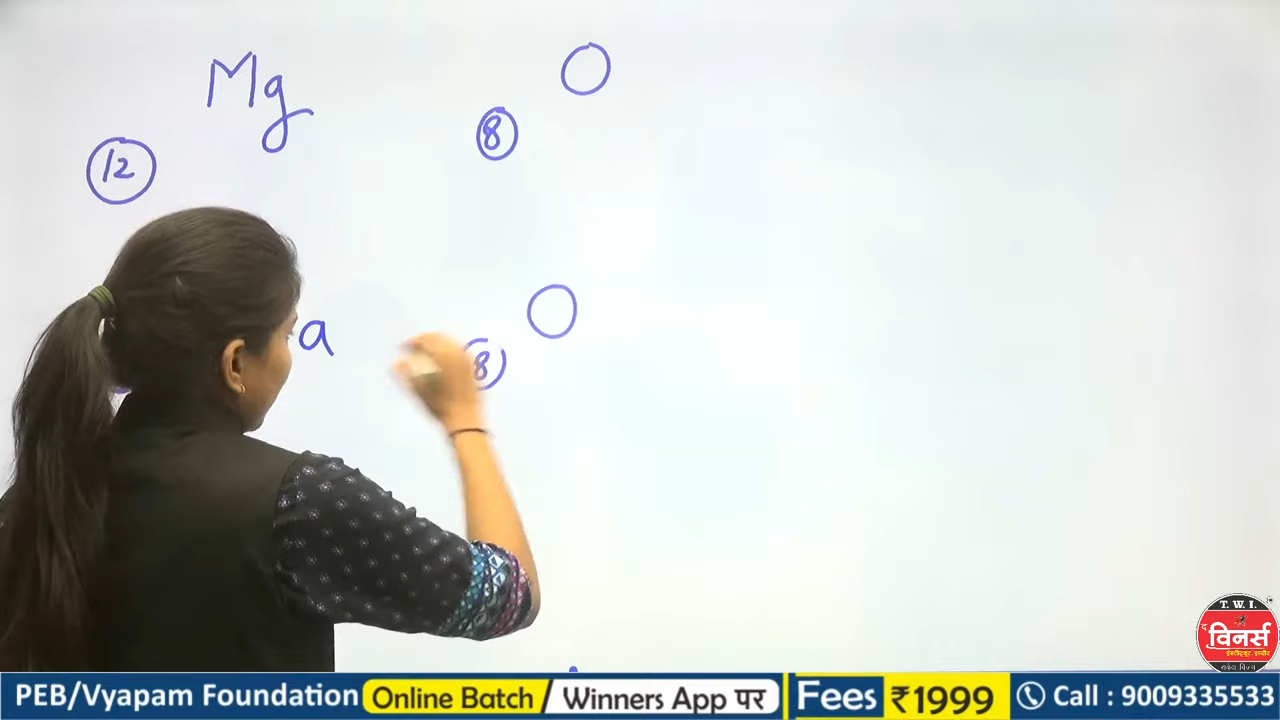 Mg O
12 8
a O
8
T. W. I.
द
विनर्स
PEB/Vyapam Foundation Online Batch / Winners App पर Fees ₹1999 Call : 9009335533